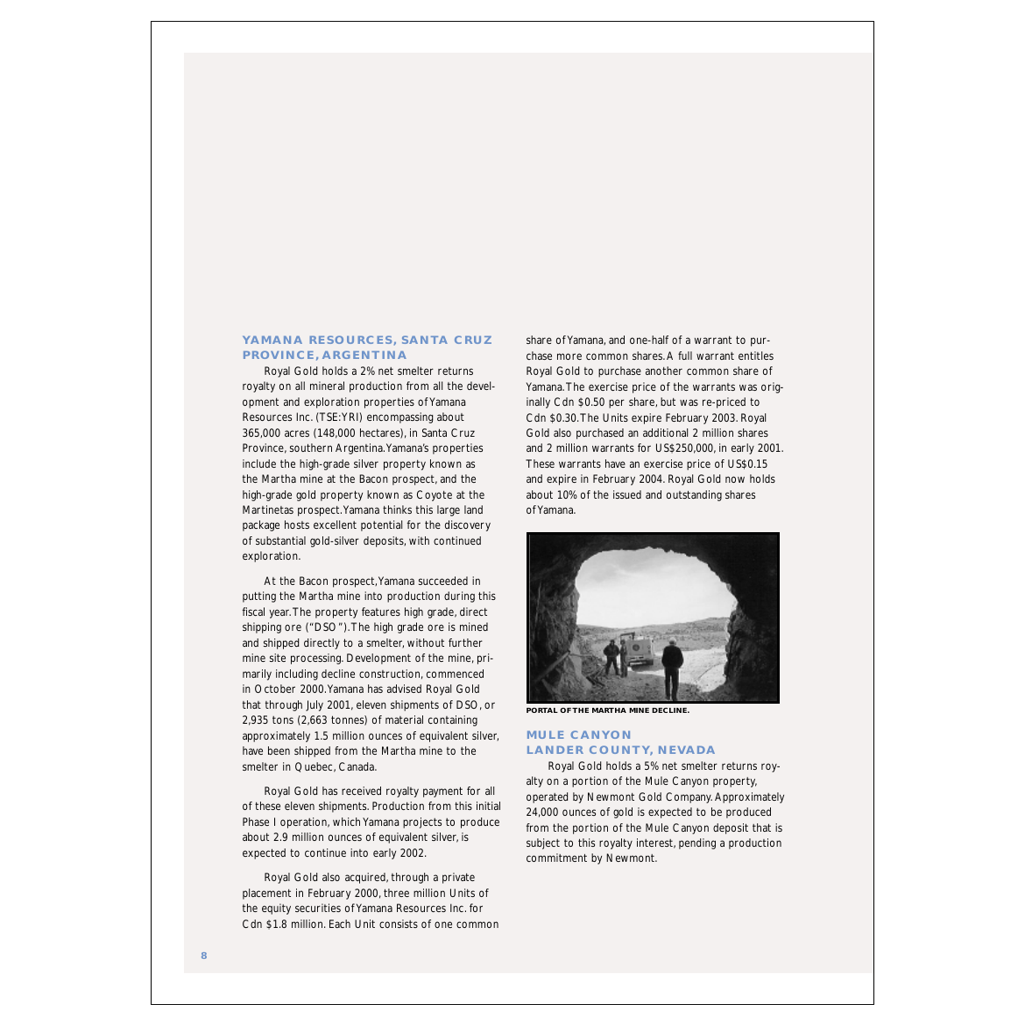 YAMANA RESOURCES, SANTA CRUZ
PROVINCE, ARGENTINA
Royal Gold holds a 2% net smelter returns
royalty on all mineral production from all the devel-
opment and exploration properties of Yamana
Resources Inc. (TSE:YRI) encompassing about
365,000 acres (148,000 hectares), in Santa Cruz
Province, southern Argentina. Yamana's properties
include the high-grade silver property known as
the Martha mine at the Bacon prospect, and the
high-grade gold property known as Coyote at the
Martinetas prospect. Yamana thinks this large land
package hosts excellent potential for the discovery
of substantial gold-silver deposits, with continued
exploration.
At the Bacon prospect, Yamana succeeded in
putting the Martha mine into production during this
fiscal year. The property features high grade, direct
shipping ore ("DSO"). The high grade ore is mined
and shipped directly to a smelter, without further
mine site processing. Development of the mine, pri-
marily including decline construction, commenced
in October 2000. Yamana has advised Royal Gold
that through July 2001, eleven shipments of DSO, or
2,935 tons (2,663 tonnes) of material containing
approximately 1.5 million ounces of equivalent silver,
have been shipped from the Martha mine to the
smelter in Quebec, Canada.
Royal Gold has received royalty payment for all
of these eleven shipments. Production from this initial
Phase I operation, which Yamana projects to produce
about 2.9 million ounces of equivalent silver, is
expected to continue into early 2002.
Royal Gold also acquired, through a private
placement in February 2000, three million Units of
the equity securities of Yamana Resources Inc. for
Cdn $1.8 million. Each Unit consists of one common
share of Yamana, and one-half of a warrant to pur-
chase more common shares. A full warrant entitles
Royal Gold to purchase another common share of
Yamana. The exercise price of the warrants was orig-
inally Cdn $0.50 per share, but was re-priced to
Cdn $0.30. The Units expire February 2003. Royal
Gold also purchased an additional 2 million shares
and 2 million warrants for US$250,000, in early 2001.
These warrants have an exercise price of US$0.15
and expire in February 2004. Royal Gold now holds
about 10% of the issued and outstanding shares
of Yamana.
PORTAL OF THE MARTHA MINE DECLINE.
MULE CANYON
LANDER COUNTY, NEVADA
Royal Gold holds a 5% net smelter returns roy-
alty on a portion of the Mule Canyon property,
operated by Newmont Gold Company. Approximately
24,000 ounces of gold is expected to be produced
from the portion of the Mule Canyon deposit that is
subject to this royalty interest, pending a production
commitment by Newmont.
8